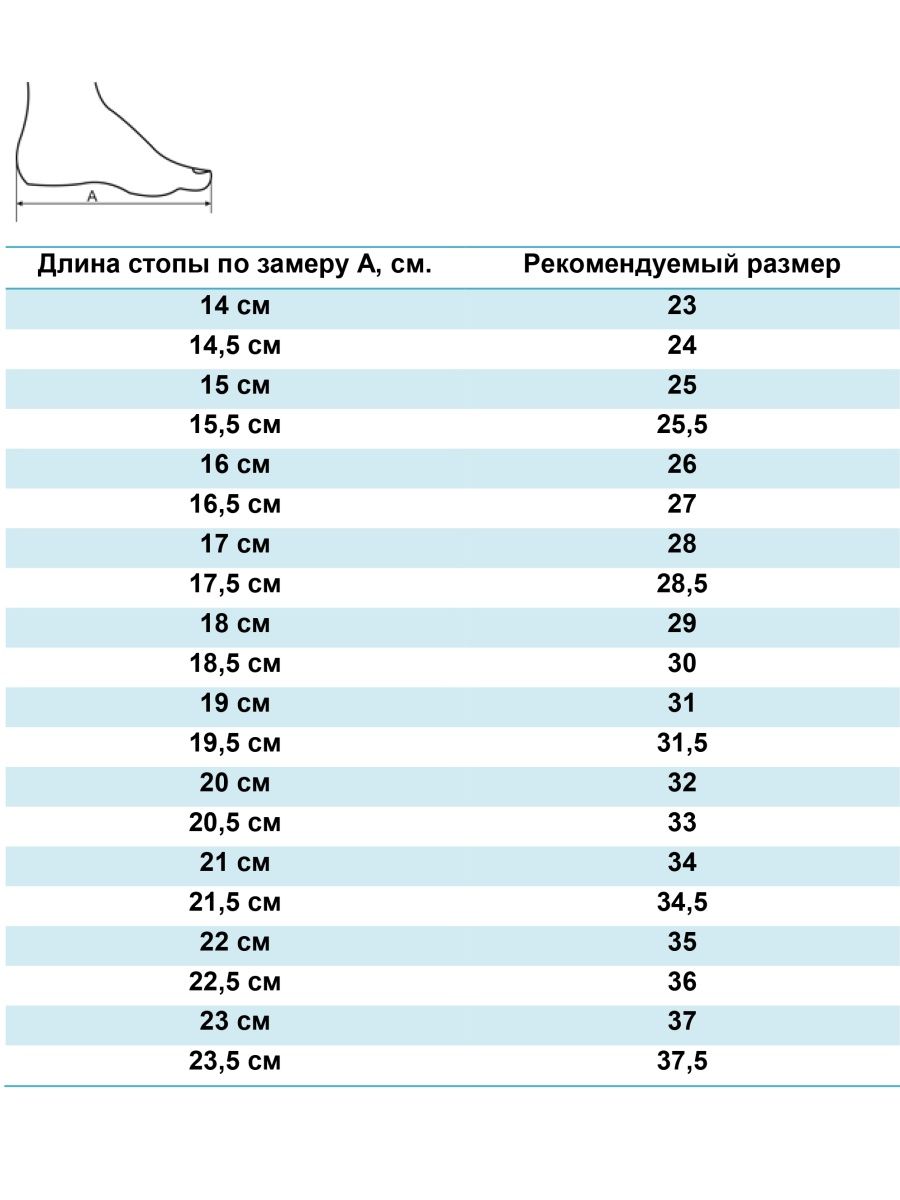 A
Длина стопы по замеру А, см. Рекомендуемый размер
14 см 23
14,5 см 24
15 см 25
15,5 см 25,5
16 см 26
16,5 см 27
17 см 28
17,5 см 28,5
18 см 29
18,5 см 30
19 см 31
19,5 см 31,5
20 см 32
20,5 см 33
21 см 34
21,5 см 34,5
22 см 35
22,5 см 36
23 см 37
23,5 см 37,5